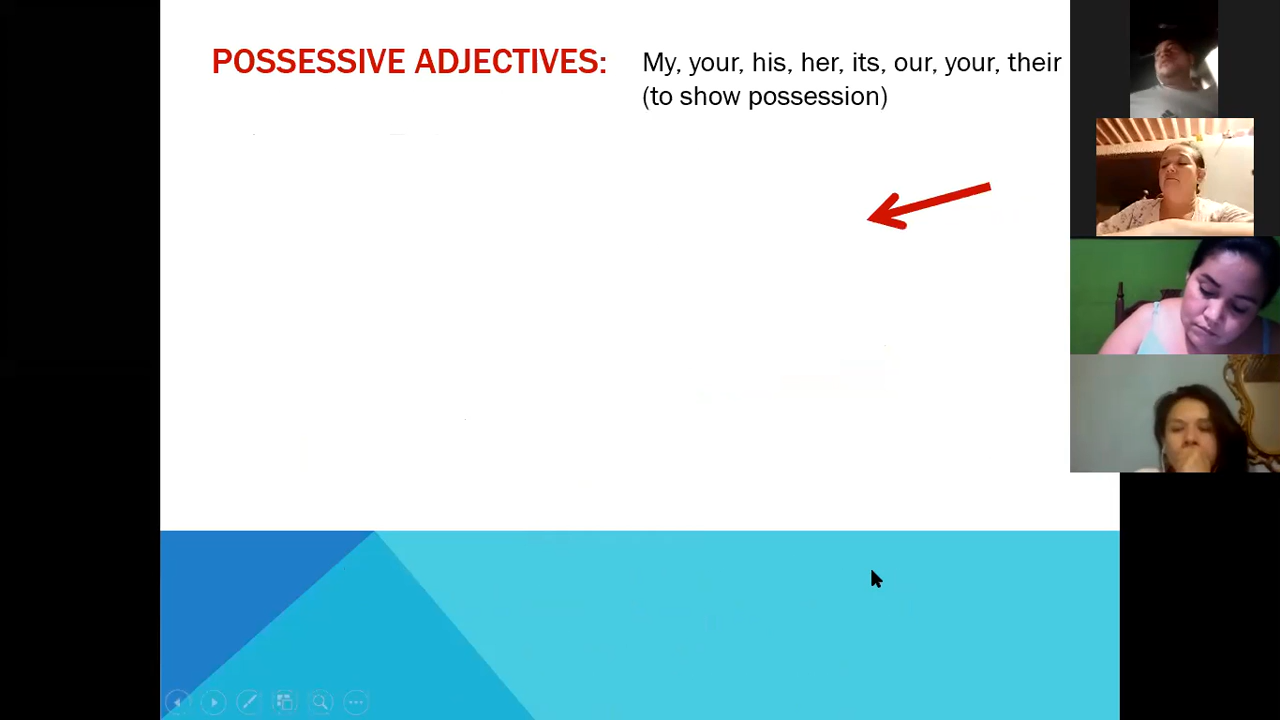 POSSESSIVE ADJECTIVES: My, your, his, her, its, our, your, their
(to show possession)